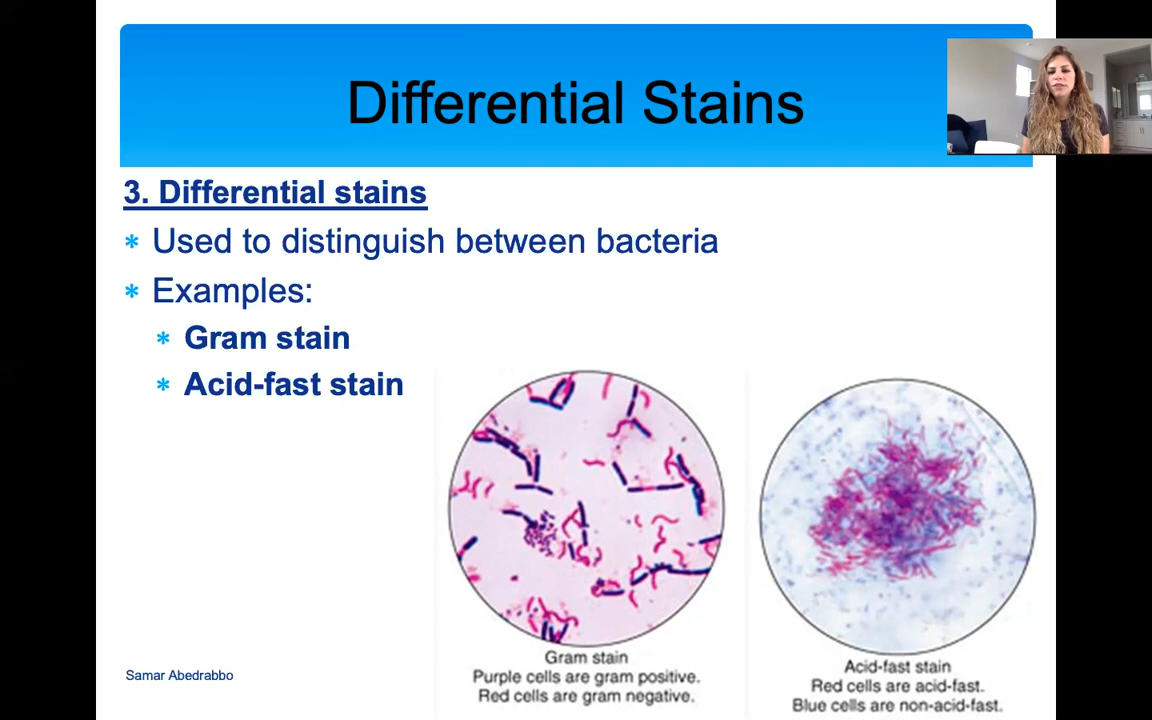 Differential Stains
3. Differential stains
* Used to distinguish between bacteria
* Examples:
* Gram stain
* Acid-fast stain
Gram stain
Purple cells are gram positive.
Red cells are gram negative.
Acid-fast stain
Red cells are acid-fast.
Blue cells are non-acid-fast.
Samar Abedrabbo